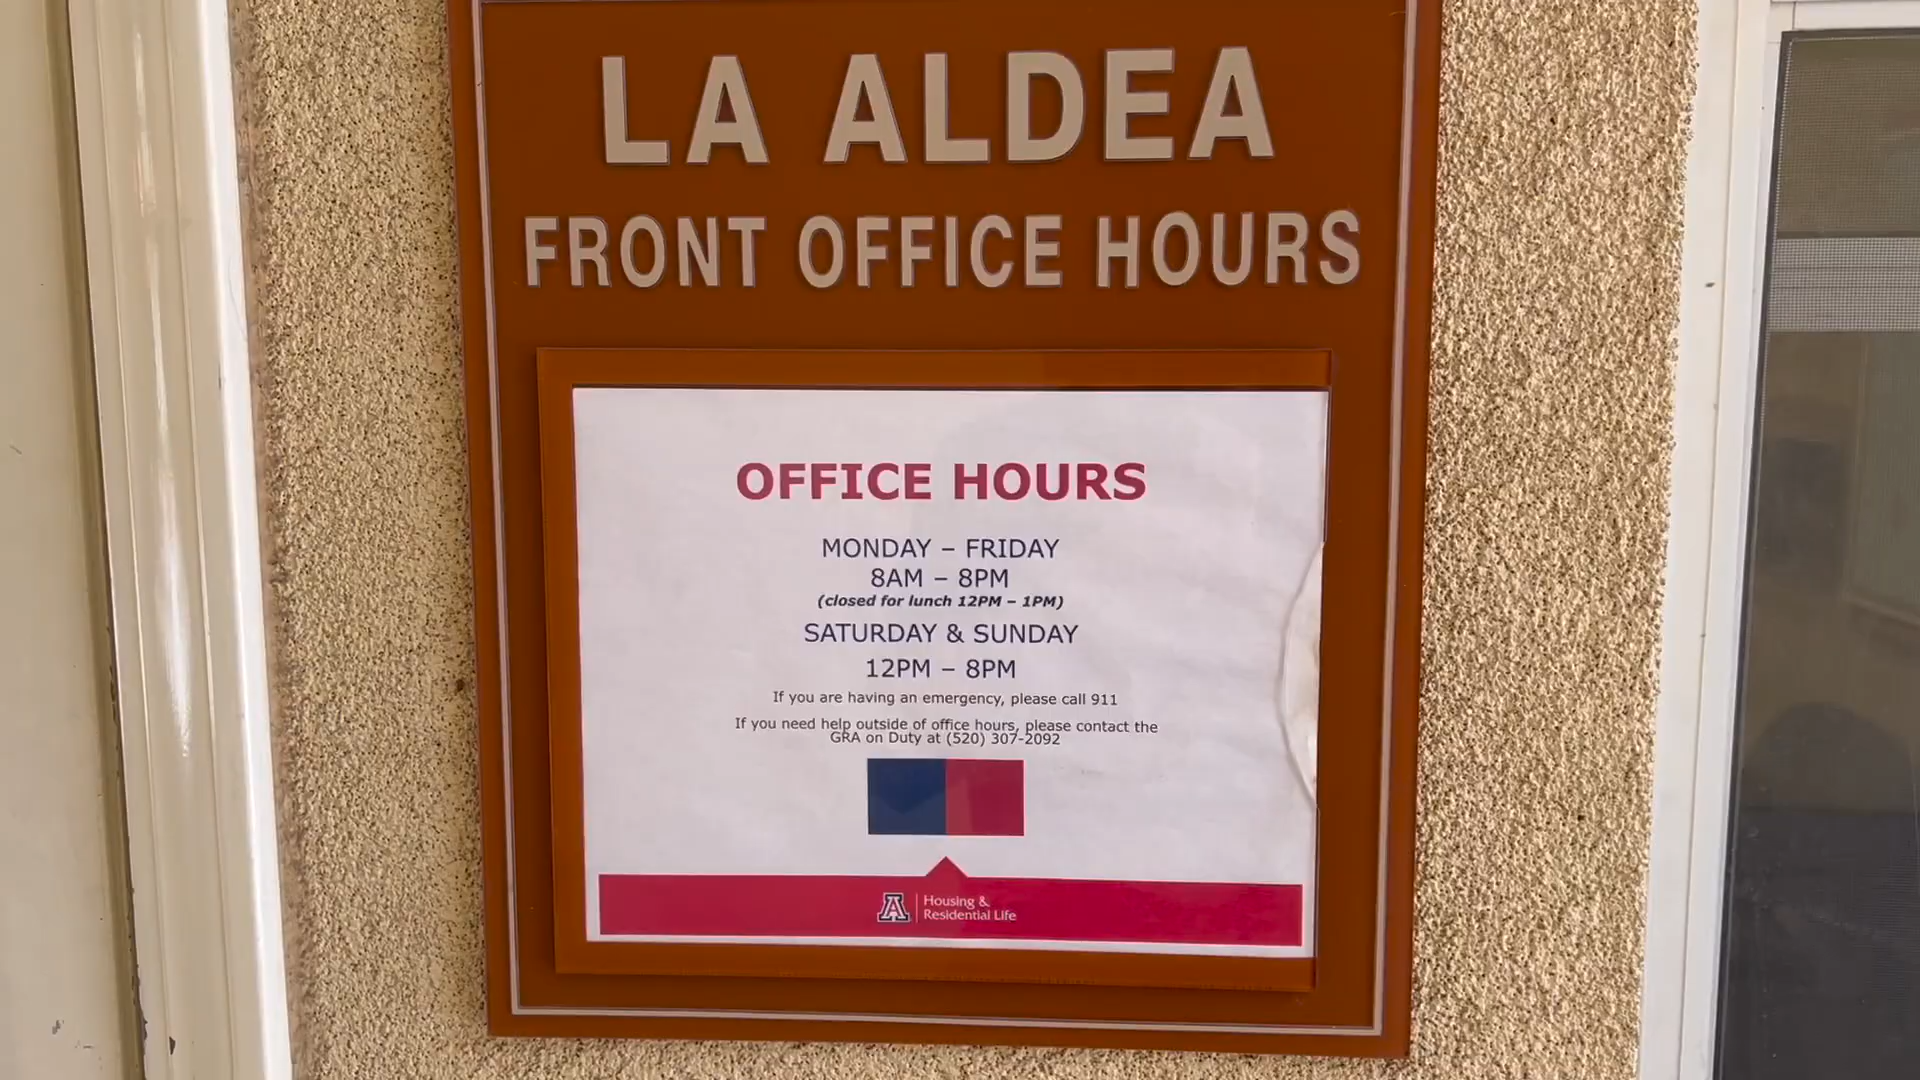 LA ALDEA
FRONT OFFICE HOURS
OFFICE HOURS
MONDAY – FRIDAY
8AM – 8PM
(closed for lunch 12PM – 1PM)
SATURDAY & SUNDAY
12PM – 8PM
If you are having an emergency, please call 911
If you need help outside of office hours, please contact the
GRA on Duty at (520) 307-2092
A
Housing &
Residential Life